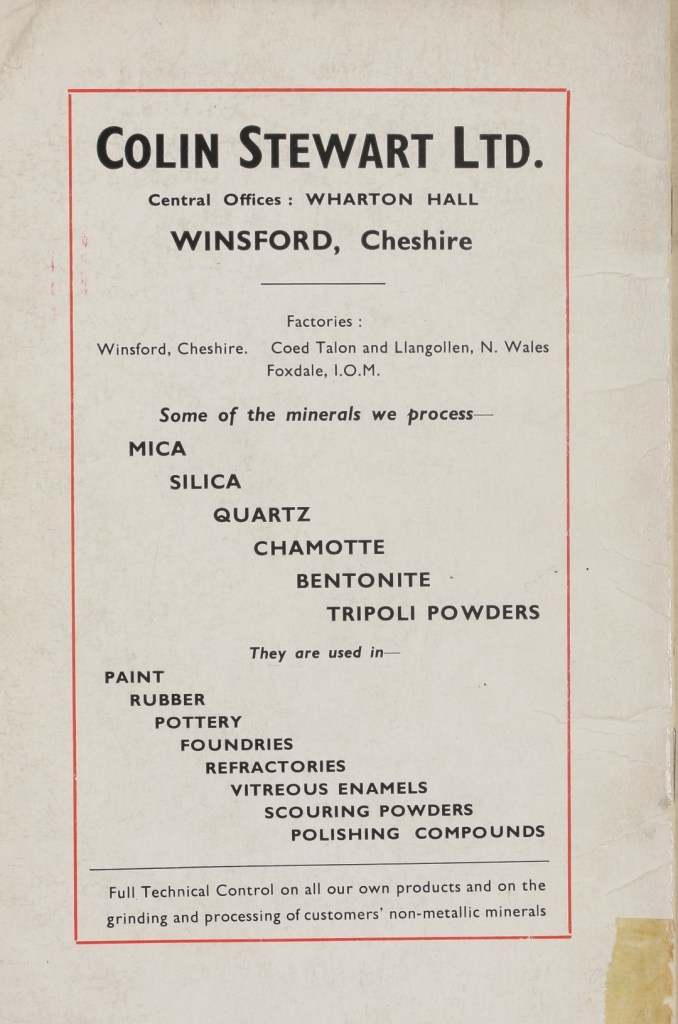 COLIN STEWART LTD.
Central Offices : WHARTON HALL
WINSFORD, Cheshire
Factories :
Winsford, Cheshire. Coed Talon and Llangollen, N. Wales
Foxdale, I.O.M.
Some of the minerals we process—
MICA
SILICA
QUARTZ
CHAMOTTE
BENTONITE
TRIPOLI POWDERS
They are used in—
PAINT
RUBBER
POTTERY
FOUNDRIES
REFRACTORIES
VITREOUS ENAMELS
SCOURING POWDERS
POLISHING COMPOUNDS
Full Technical Control on all our own products and on the
grinding and processing of customers' non-metallic minerals